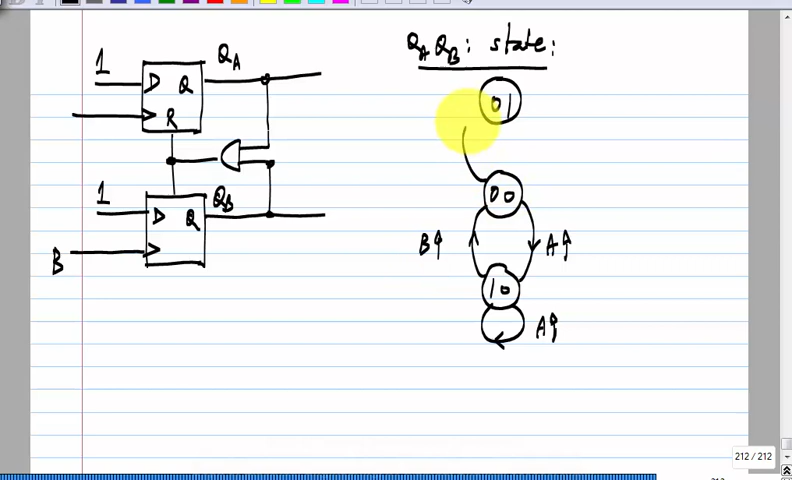 Q_A Q_B: state:
1
D Q
Q_A
R
1
D Q
Q_B
B
01
00
B↑
A↑
10
A↑
212 / 212